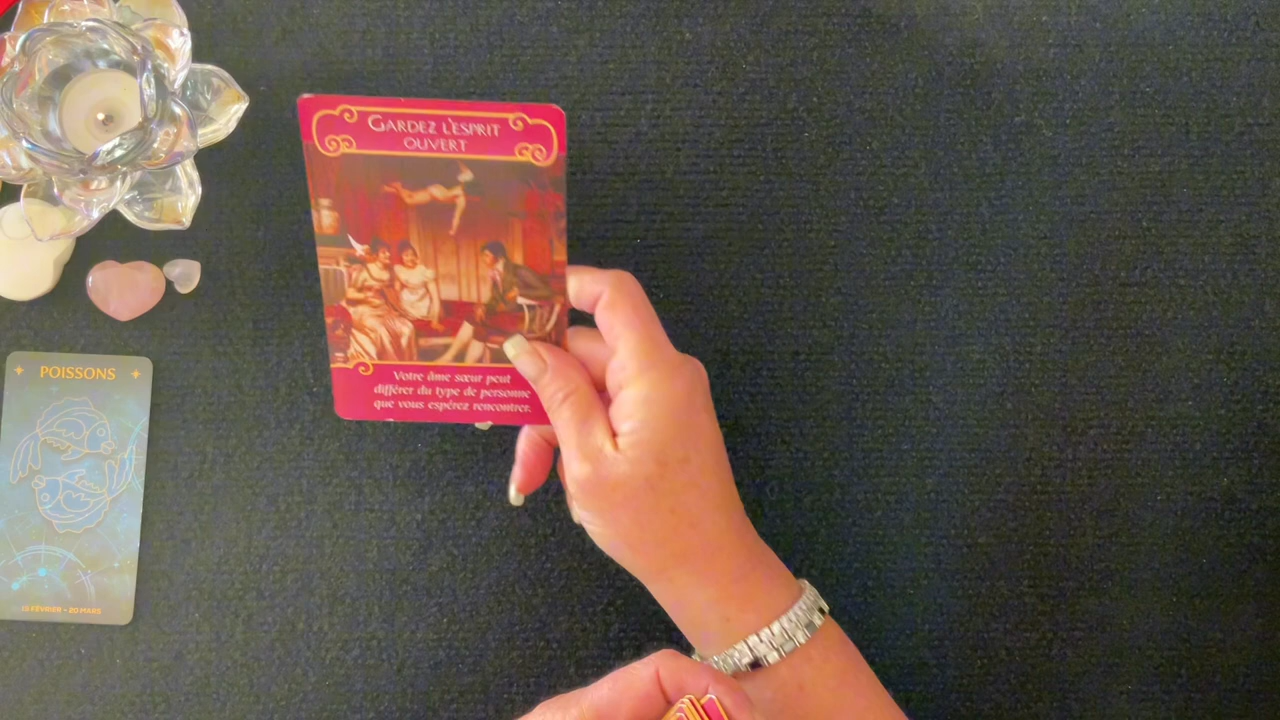 GARDEZ L'ESPRIT
OUVERT
Votre âme sœur peut
différer du type de personne
que vous espérez rencontrer.
POISSONS
19 FÉVRIER • 20 MARS